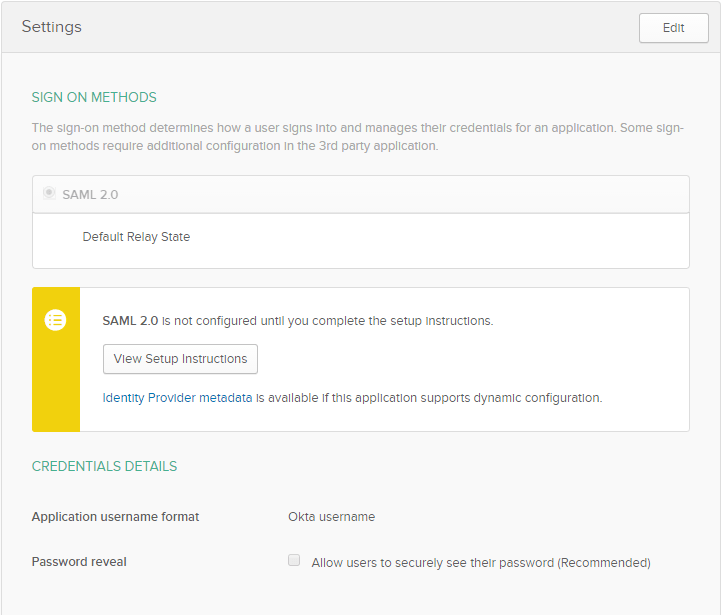 Settings
Edit
SIGN ON METHODS
The sign-on method determines how a user signs into and manages their credentials for an application. Some sign-
on methods require additional configuration in the 3rd party application.
SAML 2.0
Default Relay State
SAML 2.0 is not configured until you complete the setup instructions.
View Setup Instructions
Identity Provider metadata is available if this application supports dynamic configuration.
CREDENTIALS DETAILS
Application username format
Okta username
Password reveal
Allow users to securely see their password (Recommended)